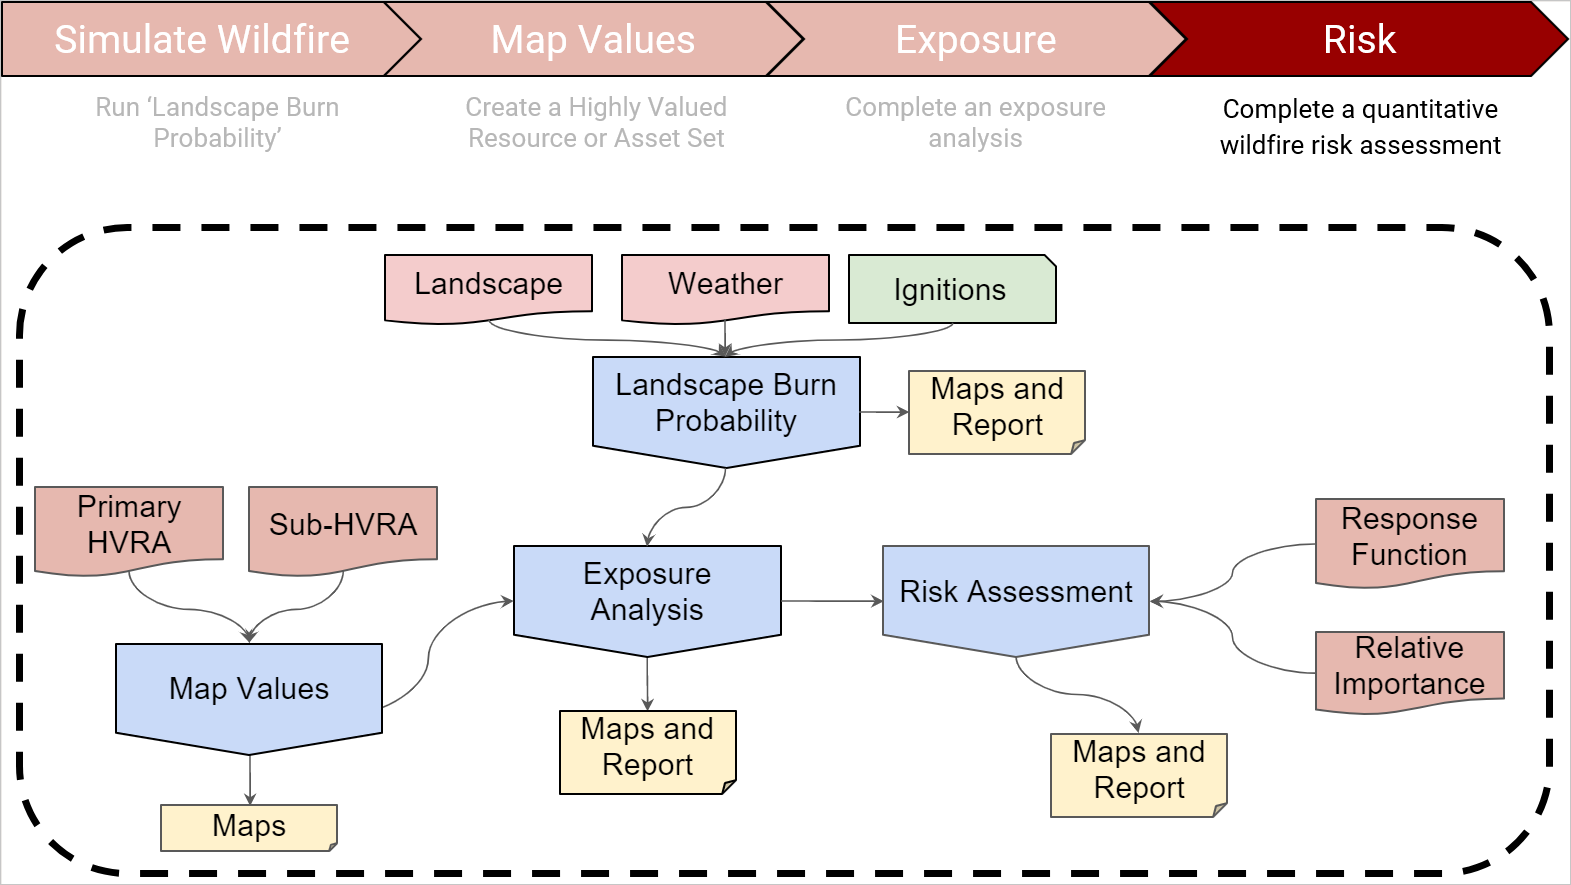 Simulate Wildfire
Map Values
Exposure
Risk
Run ‘Landscape Burn
Probability’
Create a Highly Valued
Resource or Asset Set
Complete an exposure
analysis
Complete a quantitative
wildfire risk assessment
Landscape
Weather
Ignitions
Landscape Burn
Probability
Maps and
Report
Primary
HVRA
Sub-HVRA
Exposure
Analysis
Risk Assessment
Response
Function
Relative
Importance
Map Values
Maps and
Report
Maps and
Report
Maps